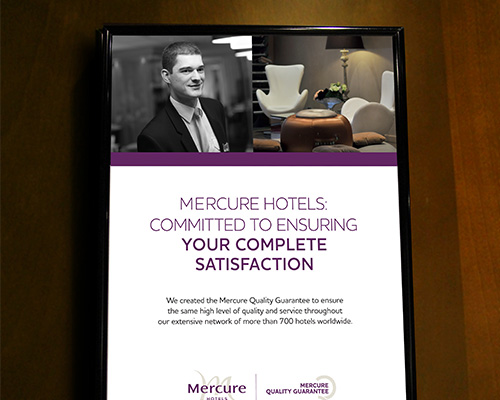 MERCURE HOTELS:
COMMITTED TO ENSURING
YOUR COMPLETE
SATISFACTION
We created the Mercure Quality Guarantee to ensure
the same high level of quality and service throughout
our extensive network of more than 700 hotels worldwide.
Mercure
HOTELS
MERCURE
QUALITY GUARANTEE